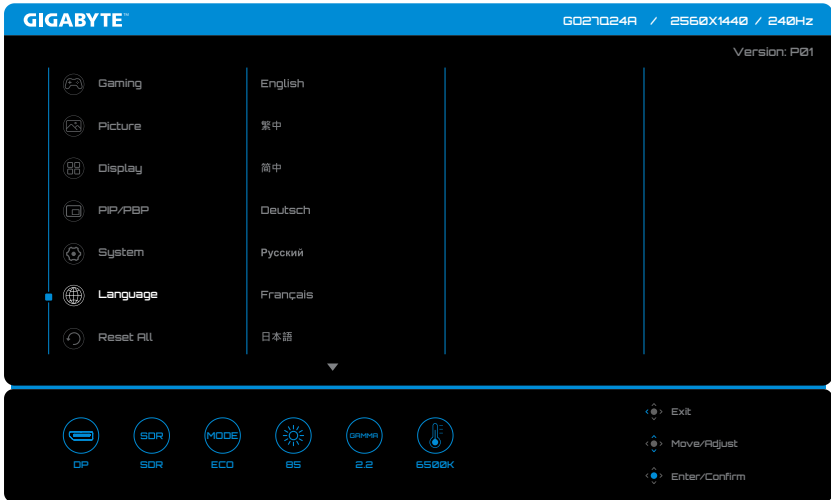 GIGABYTE™
GO27Q24A / 2560X1440 / 240Hz
Version: P01
Gaming English
Picture 繁中
Display 简中
PIP/PBP Deutsch
System Русский
Language Français
Reset All 日本語
Exit
SDR MODE GAMMA
Move/Adjust
DP SDR ECO 85 2.2 6500K
Enter/Confirm